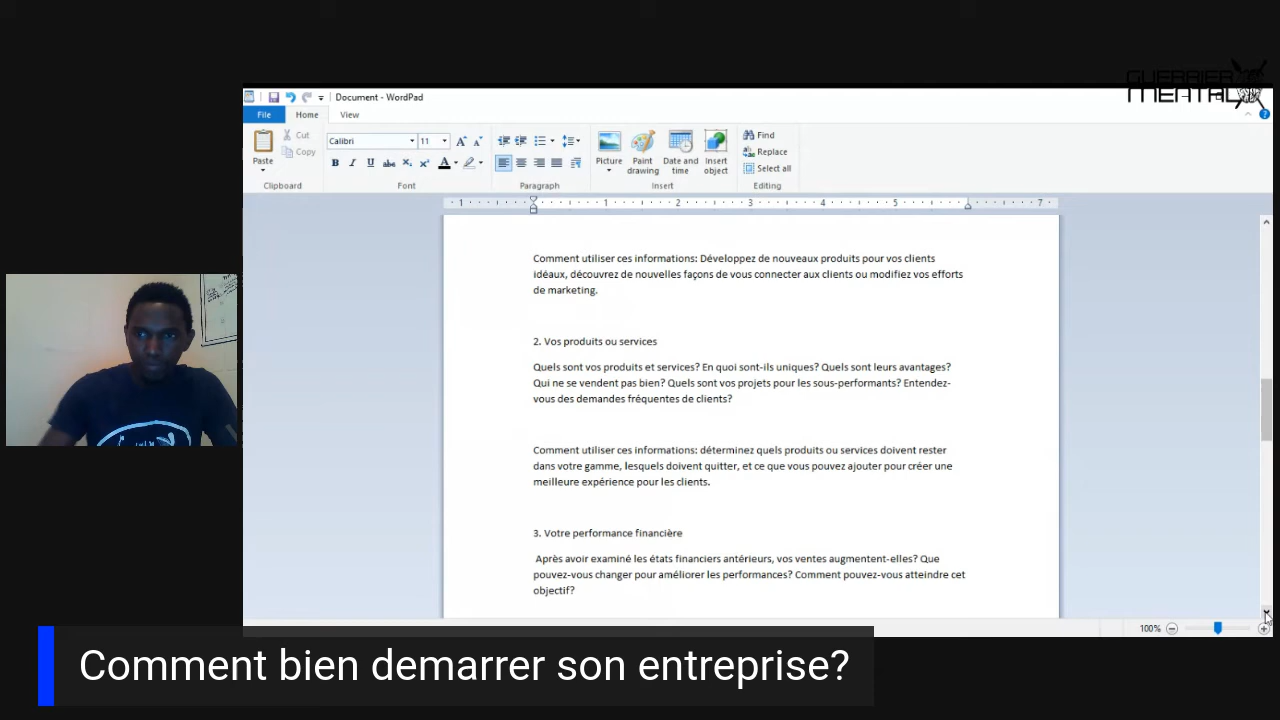 GUERRIER
MENTAL
Document - WordPad
File Home View
Cut
Copy
Paste
Calibri 11
Picture
Paint drawing
Date and time
Insert object
Find
Replace
Select all
Clipboard Font Paragraph Insert Editing
1 1 2 3 4 5 7
Comment utiliser ces informations: Développez de nouveaux produits pour vos clients
idéaux, découvrez de nouvelles façons de vous connecter aux clients ou modifiez vos efforts
de marketing.
2. Vos produits ou services
Quels sont vos produits et services? En quoi sont-ils uniques? Quels sont leurs avantages?
Qui ne se vendent pas bien? Quels sont vos projets pour les sous-performants? Entendez-
vous des demandes fréquentes de clients?
Comment utiliser ces informations: déterminez quels produits ou services doivent rester
dans votre gamme, lesquels doivent quitter, et ce que vous pouvez ajouter pour créer une
meilleure expérience pour les clients.
3. Votre performance financière
Après avoir examiné les états financiers antérieurs, vos ventes augmentent-elles? Que
pouvez-vous changer pour améliorer les performances? Comment pouvez-vous atteindre cet
objectif?
100%
Comment bien demarrer son entreprise?